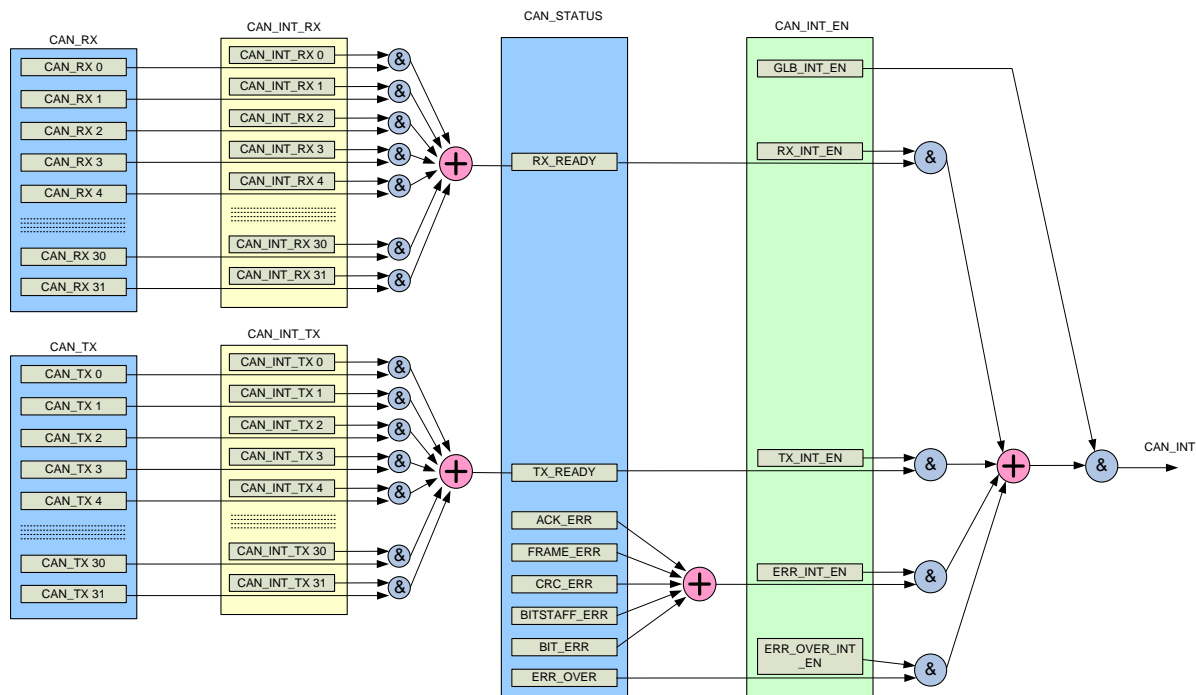 CAN_RX
CAN_RX 0
CAN_RX 1
CAN_RX 2
CAN_RX 3
CAN_RX 4
CAN_RX 30
CAN_RX 31
CAN_INT_RX
CAN_INT_RX 0
CAN_INT_RX 1
CAN_INT_RX 2
CAN_INT_RX 3
CAN_INT_RX 4
CAN_INT_RX 30
CAN_INT_RX 31
&
&
&
&
&
&
&
+
CAN_TX
CAN_TX 0
CAN_TX 1
CAN_TX 2
CAN_TX 3
CAN_TX 4
CAN_TX 30
CAN_TX 31
CAN_INT_TX
CAN_INT_TX 0
CAN_INT_TX 1
CAN_INT_TX 2
CAN_INT_TX 3
CAN_INT_TX 4
CAN_INT_TX 30
CAN_INT_TX 31
&
&
&
&
&
&
&
+
CAN_STATUS
RX_READY
TX_READY
ACK_ERR
FRAME_ERR
CRC_ERR
BITSTAFF_ERR
BIT_ERR
ERR_OVER
+
CAN_INT_EN
GLB_INT_EN
RX_INT_EN
TX_INT_EN
ERR_INT_EN
ERR_OVER_INT
_EN
&
&
&
&
+
&
CAN_INT